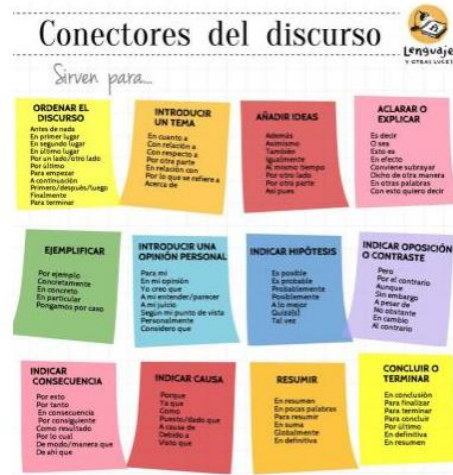 Conectores del discurso
Lenguaje
Y OTRAS LUCES
Sirven para...
ORDENAR EL
DISCURSO
Antes de nada
En primer lugar
En segundo lugar
En último lugar
Por un lado/otro lado
Por último
Para empezar
A continuación
Primero/después/luego
Finalmente
Para terminar
INTRODUCIR
UN TEMA
En cuanto a
Con relación a
Con respecto a
Por otra parte
En relación con
Por lo que se refiere a
Acerca de
AÑADIR IDEAS
Además
Asimismo
También
Igualmente
Al mismo tiempo
Por otro lado
Por otra parte
Así pues
ACLARAR O
EXPLICAR
Es decir
O sea
Esto es
En efecto
Conviene subrayar
Dicho de otra manera
En otras palabras
Con esto quiero decir
EJEMPLIFICAR
Por ejemplo
Concretamente
En concreto
En particular
Pongamos por caso
INTRODUCIR UNA
OPINIÓN PERSONAL
Para mí
En mi opinión
Yo creo que
A mi entender/parecer
A mi juicio
Según mi punto de vista
Personalmente
Considero que
INDICAR HIPÓTESIS
Es posible
Es probable
Probablemente
Posiblemente
A lo mejor
Quizá(s)
Tal vez
INDICAR OPOSICIÓN
O CONTRASTE
Pero
Por el contrario
Aunque
Sin embargo
A pesar de
No obstante
En cambio
Al contrario
INDICAR
CONSECUENCIA
Por esto
Por tanto
En consecuencia
Por consiguiente
Como resultado
Por lo cual
De modo/manera que
De ahí que
INDICAR CAUSA
Porque
Ya que
Como
Puesto/dado que
A causa de
Debido a
Visto que
RESUMIR
En resumen
En pocas palabras
Para resumir
En suma
Globalmente
En definitiva
CONCLUIR O
TERMINAR
En conclusión
Para finalizar
Para terminar
Para concluir
Por último
En definitiva
En resumen